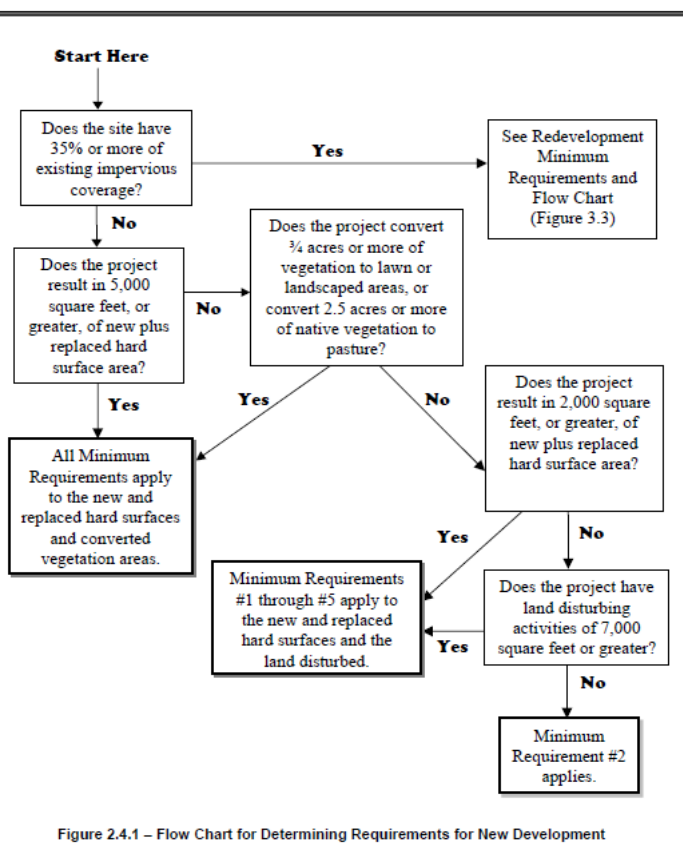 Start Here
Does the site have
35% or more of
existing impervious
coverage?
Yes
See Redevelopment
Minimum
Requirements and
Flow Chart
(Figure 3.3)
No
Does the project
result in 5,000
square feet, or
greater, of new plus
replaced hard
surface area?
No
Does the project convert
¾ acres or more of
vegetation to lawn or
landscaped areas, or
convert 2.5 acres or more
of native vegetation to
pasture?
Yes
Yes
No
Does the project
result in 2,000 square
feet, or greater, of
new plus replaced
hard surface area?
All Minimum
Requirements apply
to the new and
replaced hard surfaces
and converted
vegetation areas.
Yes
No
Minimum Requirements
#1 through #5 apply to
the new and replaced
hard surfaces and the
land disturbed.
Does the project have
land disturbing
activities of 7,000
square feet or greater?
Yes
No
Minimum
Requirement #2
applies.
Figure 2.4.1 – Flow Chart for Determining Requirements for New Development